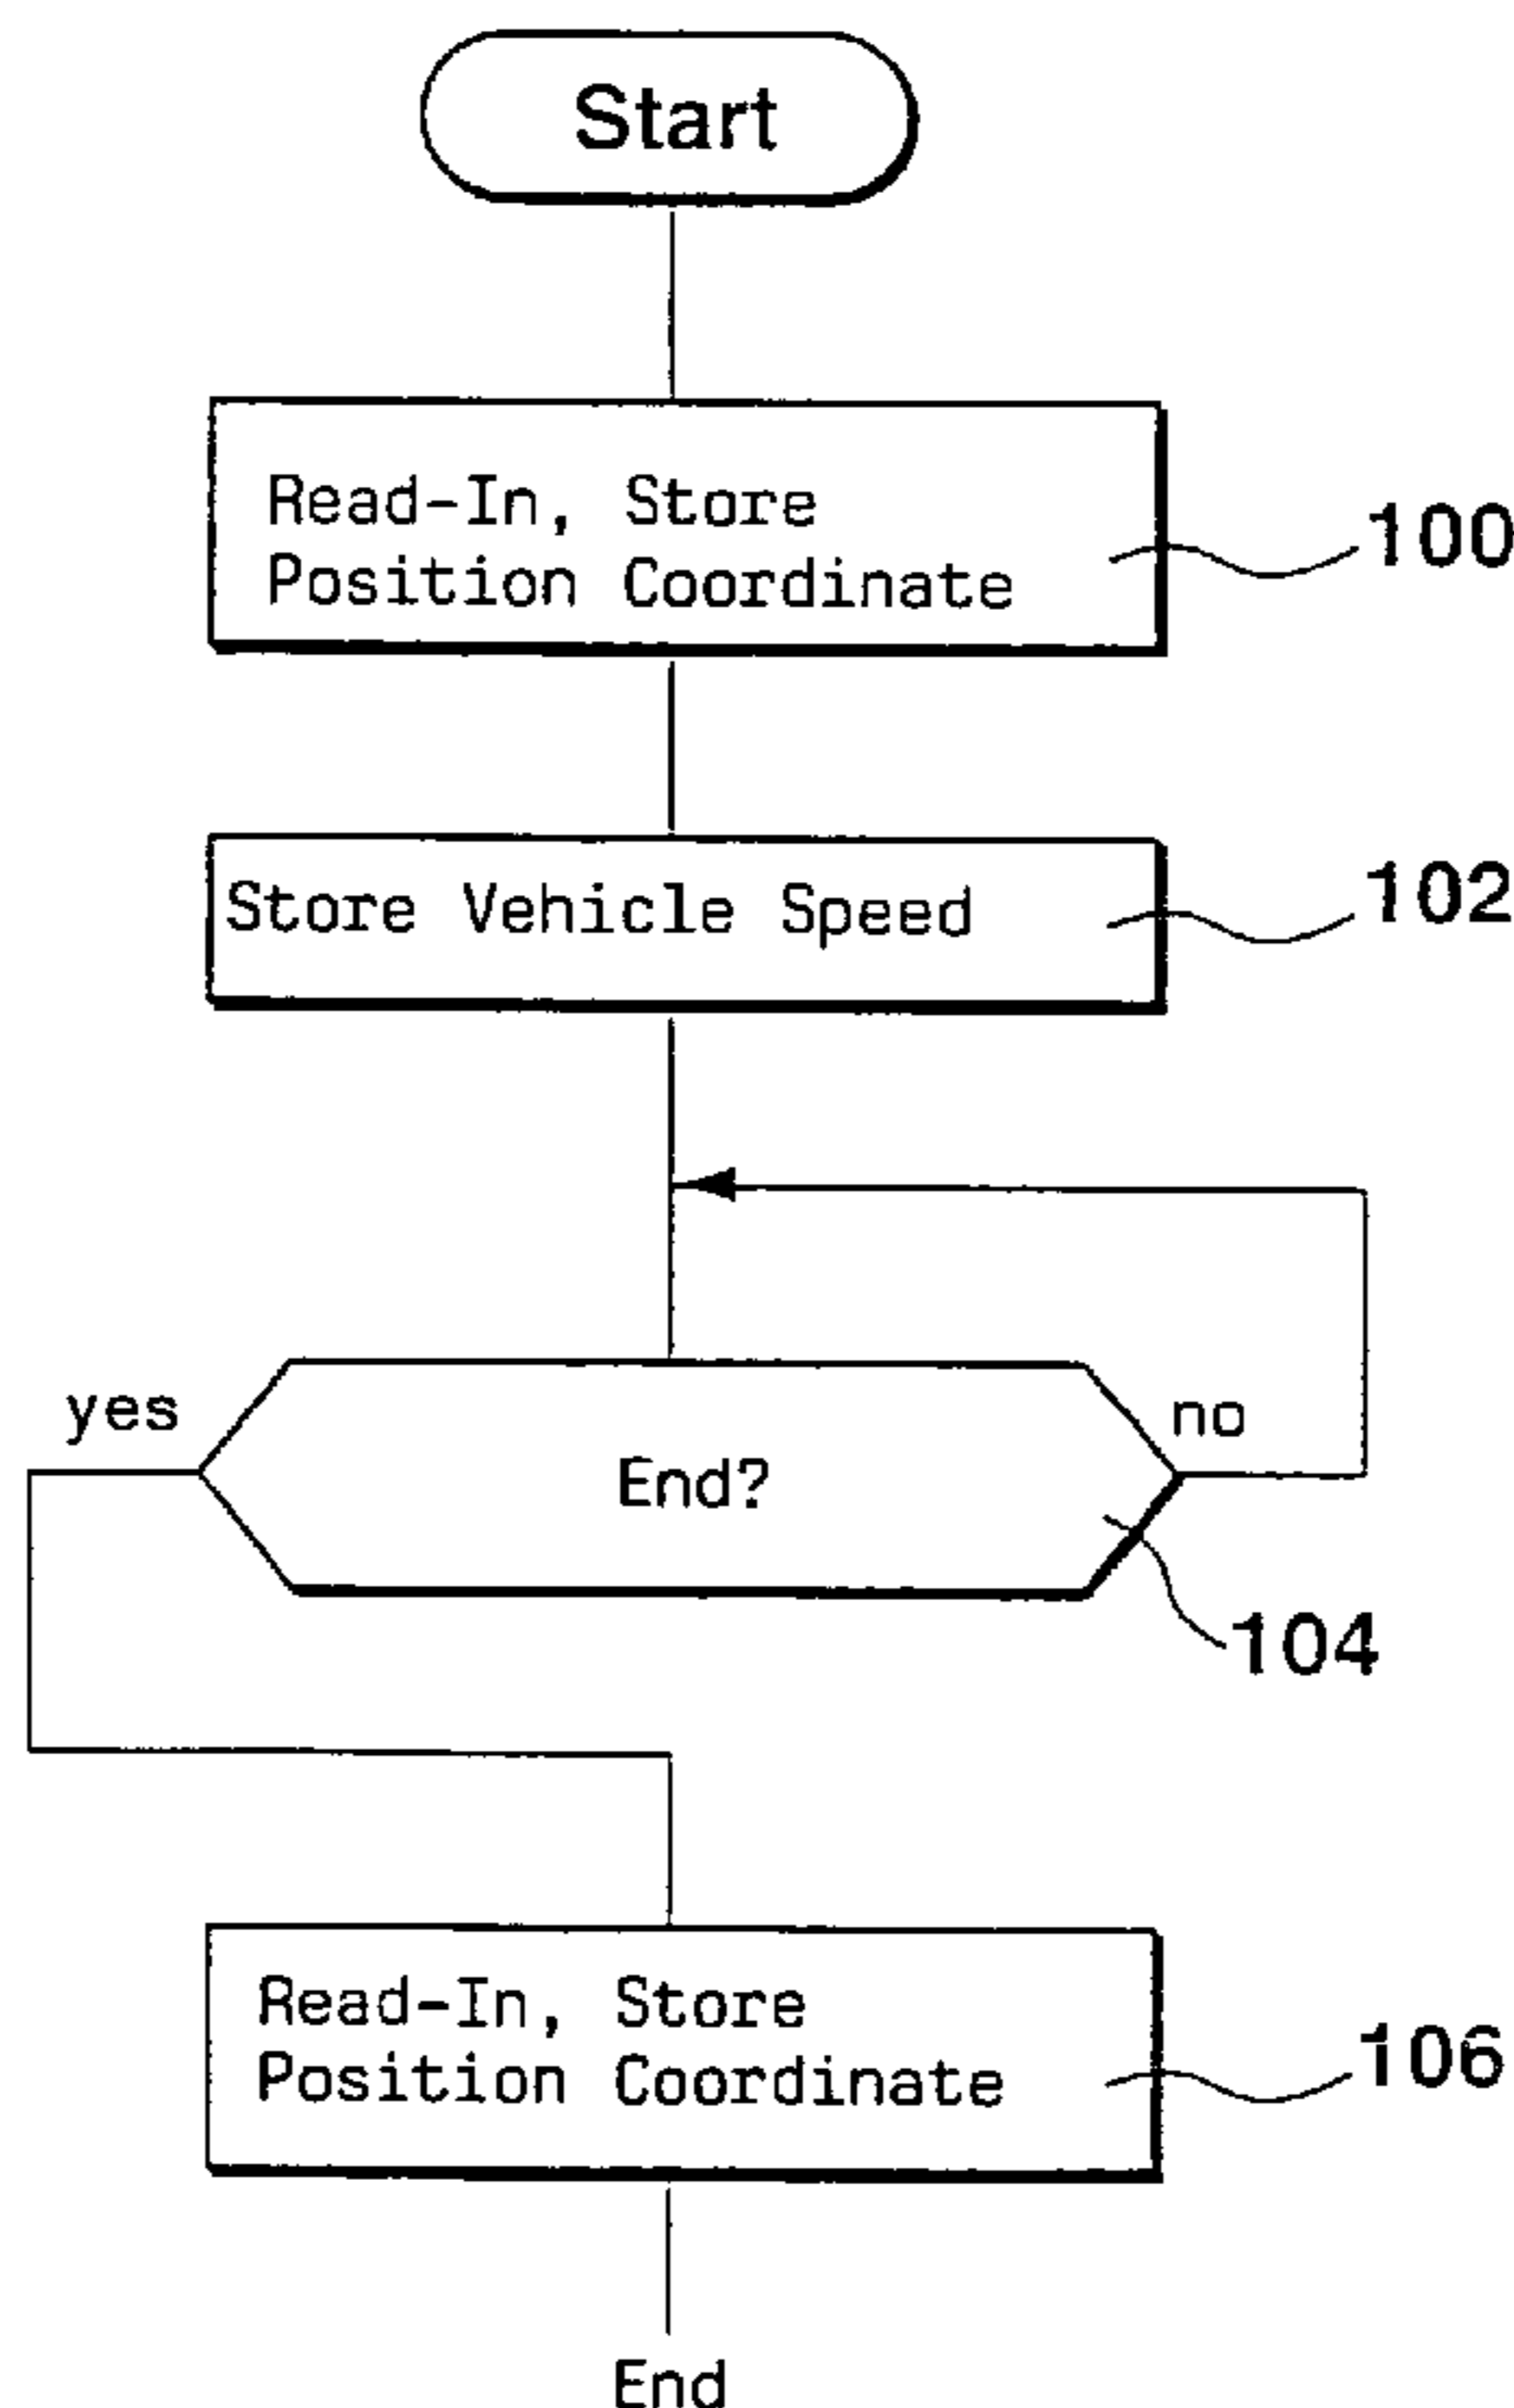 Start
Read-In, Store
Position Coordinate
100
Store Vehicle Speed
102
yes
no
End?
104
Read-In, Store
Position Coordinate
106
End